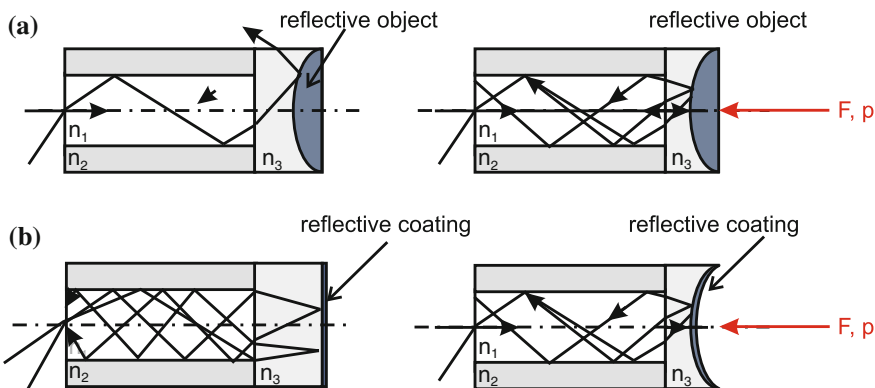 (a)
reflective object
n1
n2
n3
reflective object
n1
n2
n3
F, p
(b)
reflective coating
n2
n3
reflective coating
n1
n2
n3
F, p